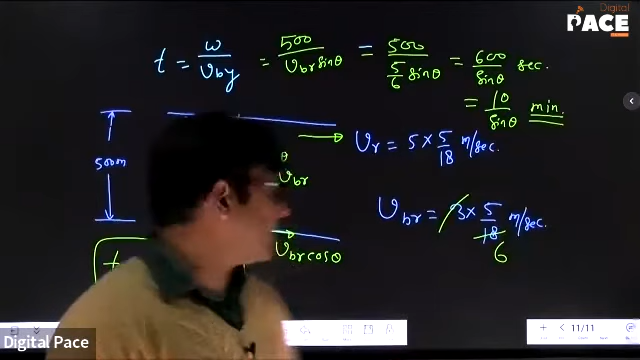 Digital
PACE
t = w/v_by = 500/(v_br sinθ) = 500/(5/6 sinθ) = 600/sinθ sec.
= 10/sinθ min.
500m
θ
v_br
v_r = 5 × 5/18 m/sec.
v_br = 3 × 5/18 m/sec.
6
v_br cosθ
t
11/11
Digital Pace